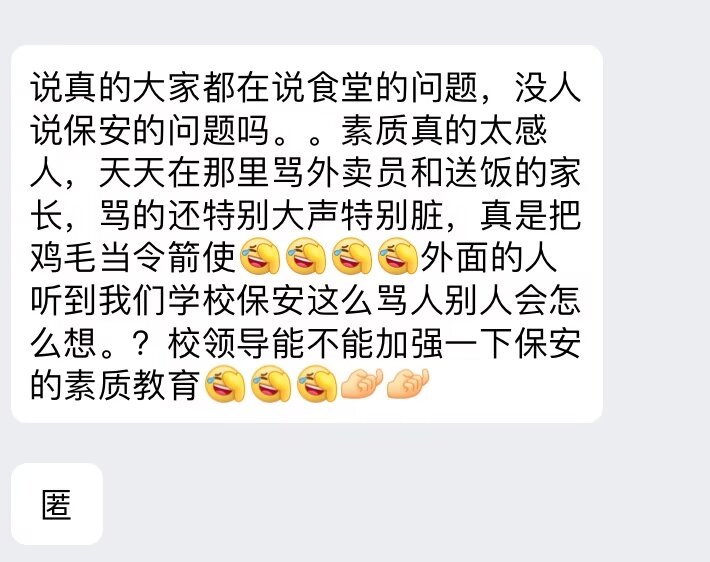 说真的大家都在说食堂的问题，没人
说保安的问题吗。。素质真的太感
人，天天在那里骂外卖员和送饭的家
长，骂的还特别大声特别脏，真是把
鸡毛当令箭使🤣🤣🤣🤣外面的人
听到我们学校保安这么骂人别人会怎
么想。？校领导能不能加强一下保安
的素质教育🤣🤣🤣
匿